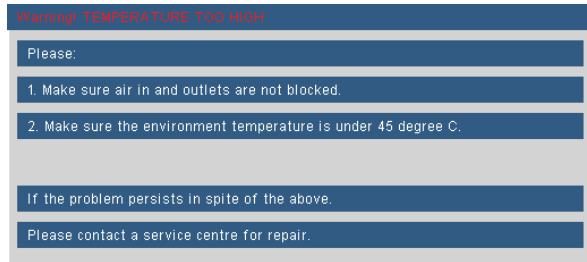 Warning! TEMPERATURE TOO HIGH
Please:
1. Make sure air in and outlets are not blocked.
2. Make sure the environment temperature is under 45 degree C.
If the problem persists in spite of the above.
Please contact a service centre for repair.